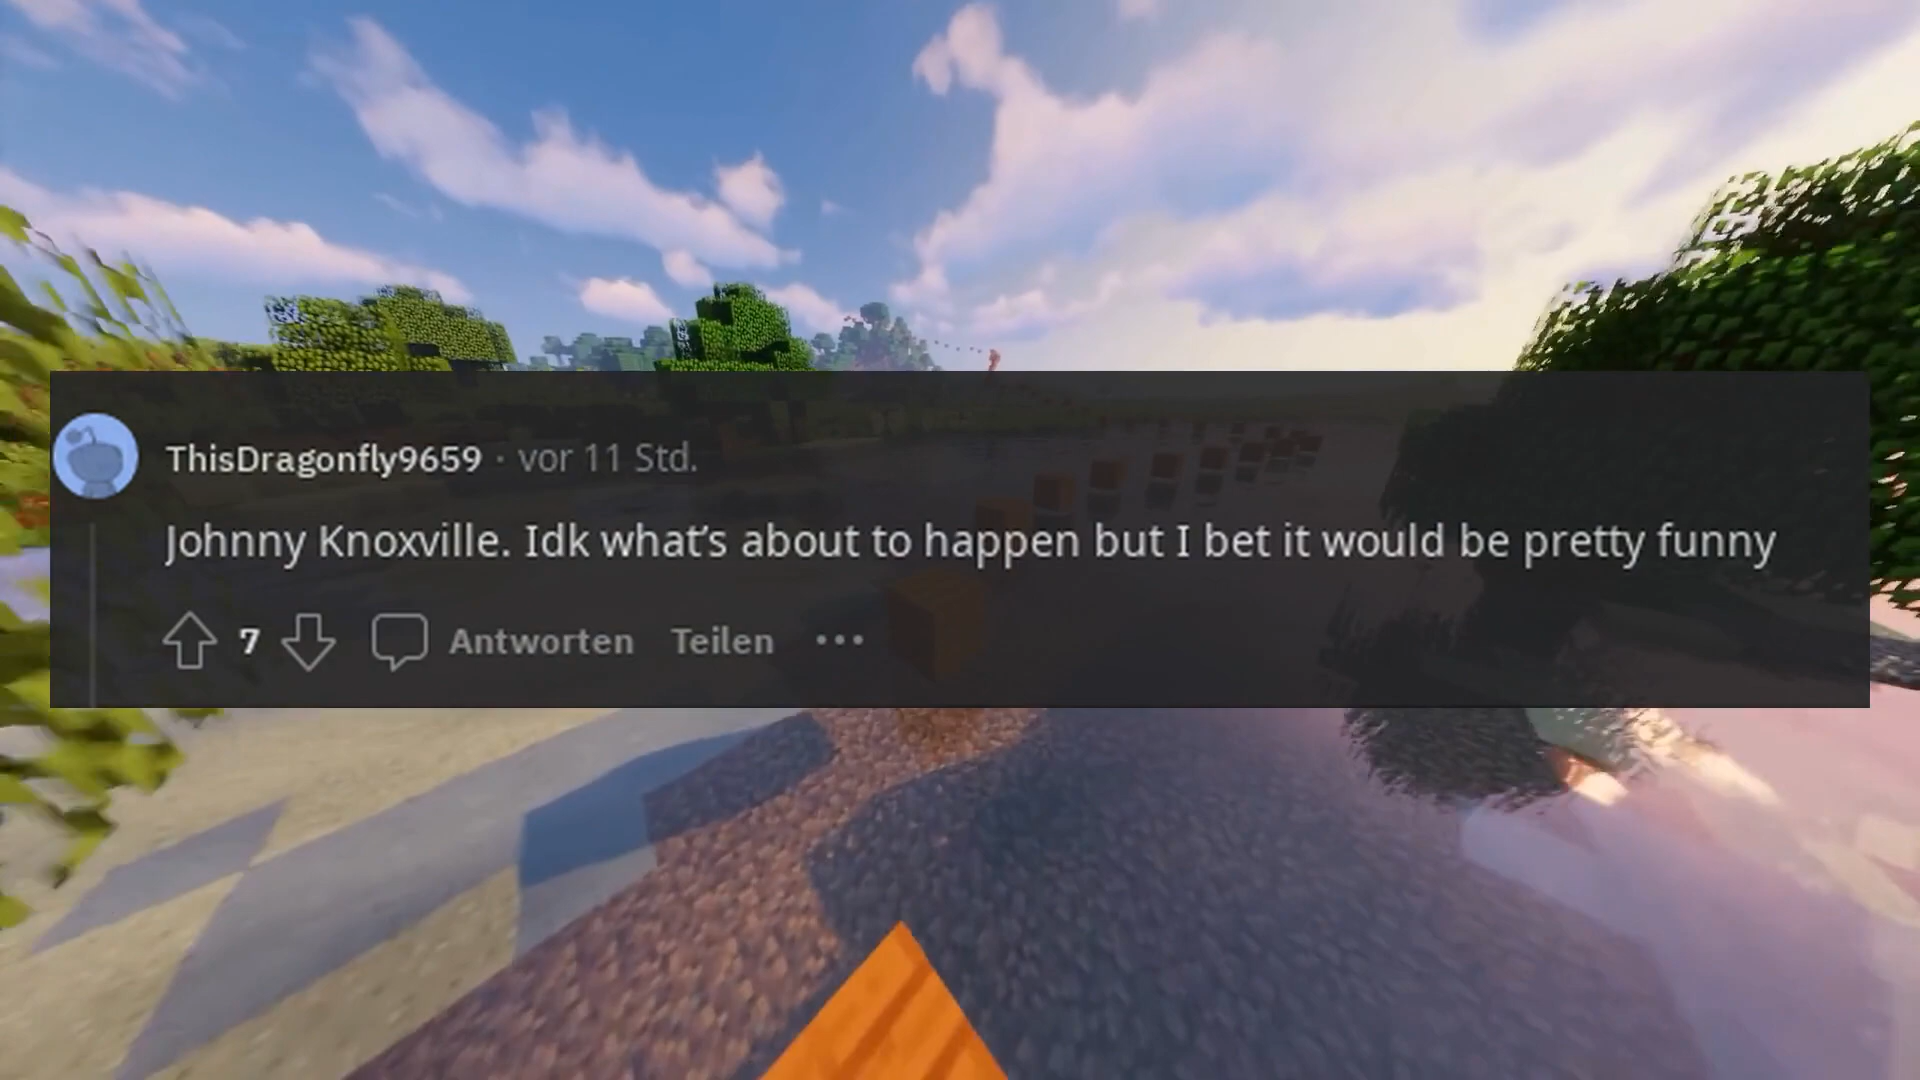 ThisDragonfly9659 · vor 11 Std.
Johnny Knoxville. Idk what’s about to happen but I bet it would be pretty funny
7 Antworten Teilen •••